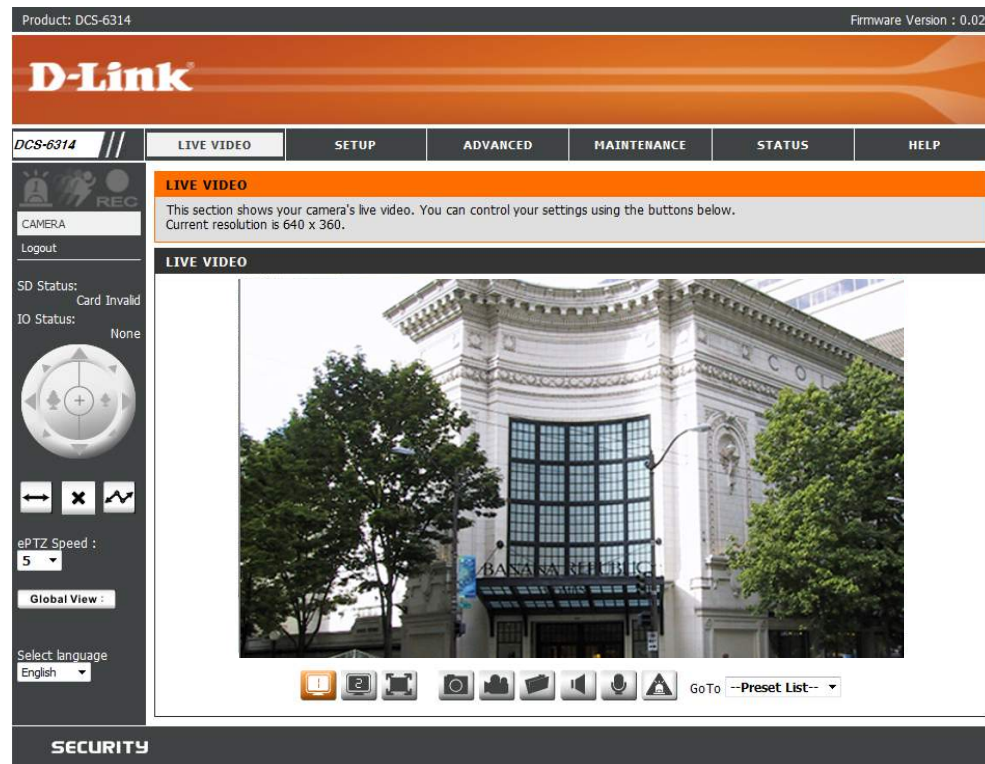 Product: DCS-6314
Firmware Version : 0.02
D-Link
DCS-6314
LIVE VIDEO
SETUP
ADVANCED
MAINTENANCE
STATUS
HELP
REC
CAMERA
Logout
SD Status:
Card Invalid
IO Status:
None
ePTZ Speed :
5
Global View :
Select language
English
LIVE VIDEO
This section shows your camera's live video. You can control your settings using the buttons below.
Current resolution is 640 x 360.
LIVE VIDEO
C O L
BANANA REPUBLIC
1
2
GoTo
--Preset List--
SECURITY